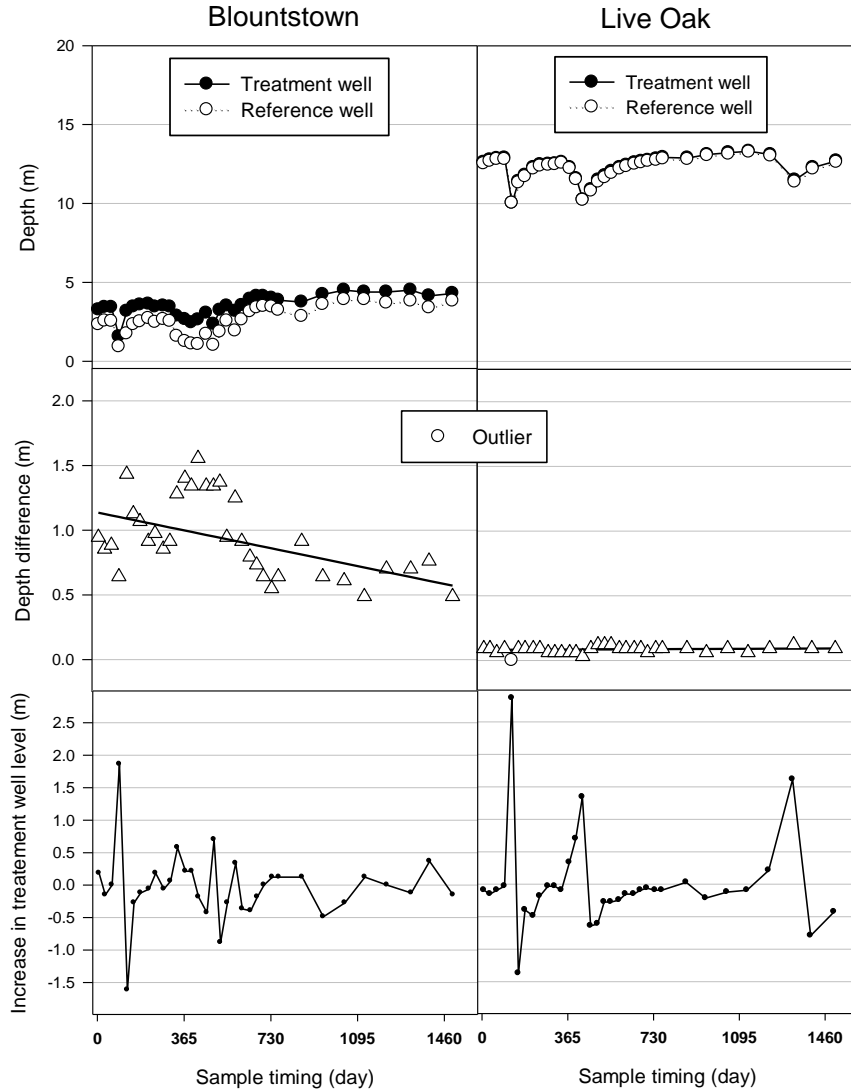 Blountstown
Live Oak
20
15
10
5
0
Depth (m)
Treatment well
Reference well
Treatment well
Reference well
2.0
1.5
1.0
0.5
0.0
Depth difference (m)
Outlier
2.5
2.0
1.5
1.0
0.5
0.0
-0.5
-1.0
-1.5
Increase in treatement well level (m)
0 365 730 1095 1460
0 365 730 1095 1460
Sample timing (day)
Sample timing (day)